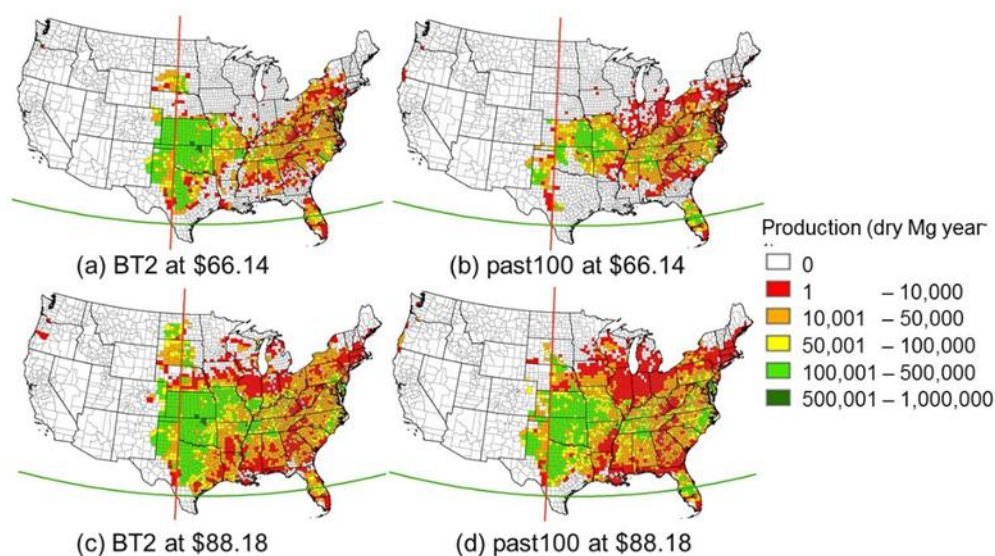 (a) BT2 at $66.14
(b) past100 at $66.14
Production (dry Mg year⁻
0
1 – 10,000
10,001 – 50,000
50,001 – 100,000
100,001 – 500,000
500,001 – 1,000,000
(c) BT2 at $88.18
(d) past100 at $88.18